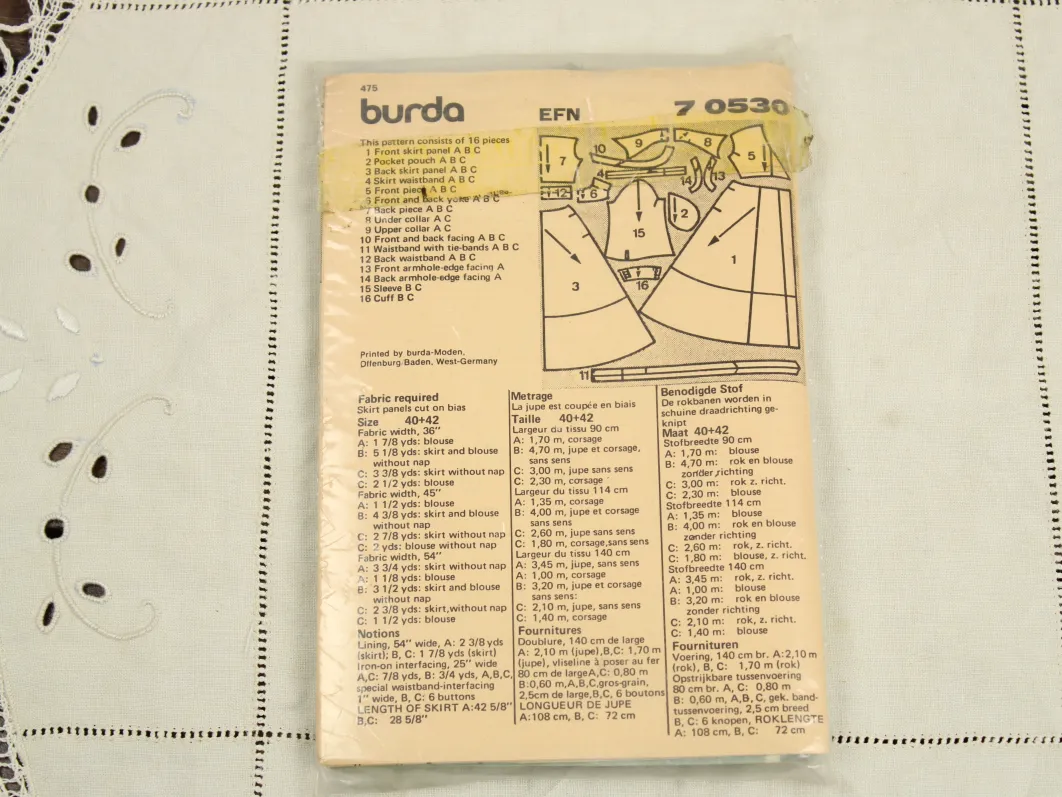 475
burda EFN 7 0530
This pattern consists of 16 pieces
1 Front skirt panel A B C
2 Pocket pouch A B C
3 Back skirt panel A B C
4 Skirt waistband A B C
5 Front piece A B C
6 Front and back yoke A B C
7 Back piece A B C
8 Under collar A C
9 Upper collar A C
10 Front and back facing A B C
11 Waistband with tie-bands A B C
12 Back waistband A B C
13 Front armhole-edge facing A
14 Back armhole-edge facing A
15 Sleeve B C
16 Cuff B C
10
9
8
7
4
5
14
13
12
6
2
15
1
3
16
11
Printed by burda-Moden,
Offenburg/Baden, West-Germany
Fabric required
Skirt panels cut on bias
Size 40+42
Fabric width, 36"
A: 1 7/8 yds: blouse
B: 5 1/8 yds: skirt and blouse
without nap
C: 3 3/8 yds: skirt without nap
C: 2 1/2 yds: blouse
Fabric width, 45"
A: 1 1/2 yds: blouse
B: 4 3/8 yds: skirt and blouse
without nap
C: 2 7/8 yds: skirt without nap
C: 2 yds: blouse without nap
Fabric width, 54"
A: 3 3/4 yds: skirt without nap
A: 1 1/8 yds: blouse
B: 3 1/2 yds: skirt and blouse
without nap
C: 2 3/8 yds: skirt,without nap
C: 1 1/2 yds: blouse
Notions
Lining, 54" wide, A: 2 3/8 yds
(skirt); B, C: 1 7/8 yds (skirt)
Iron-on interfacing, 25" wide
A,C: 7/8 yds, B: 3/4 yds, A,B,C,
special waistband-interfacing
1" wide, B, C: 6 buttons
LENGTH OF SKIRT A:42 5/8"
B,C: 28 5/8"
Metrage
La jupe est coupée en biais
Taille 40+42
Largeur du tissu 90 cm
A: 1,70 m, corsage
B: 4,70 m, jupe et corsage,
sans sens
C: 3,00 m, jupe sans sens
C: 2,30 m, corsage
Largeur du tissu 114 cm
A: 1,35 m, corsage
B: 4,00 m, jupe et corsage
sans sens
C: 2,60 m, jupe sans sens
C: 1,80 m, corsage,sans sens
Largeur du tissu 140 cm
A: 3,45 m, jupe, sans sens
A: 1,00 m, corsage
B: 3,20 m, jupe et corsage
sans sens:
C: 2,10 m, jupe, sans sens
C: 1,40 m, corsage
Fournitures
Doublure, 140 cm de large
A: 2,10 m (jupe),B,C: 1,70 m
(jupe), vliseline à poser au fer
80 cm de largeA,C: 0,80 m
B:0,60 m,A,B,C,gros-grain,
2,5cm de large,B,C, 6 boutons
LONGUEUR DE JUPE
A:108 cm, B, C: 72 cm
Benodigde Stof
De rokbanen worden in
schuine draadrichting ge-
knipt
Maat 40+42
Stofbreedte 90 cm
A: 1,70 m: blouse
B: 4,70 m: rok en blouse
zonder richting
C: 3,00 m: rok z. richt.
C: 2,30 m: blouse
Stofbreedte 114 cm
A: 1,35 m: blouse
B: 4,00 m: rok en blouse
zonder richting
C: 2,60 m: rok, z. richt.
C: 1,80 m: blouse, z. richt.
Stofbreedte 140 cm
A: 3,45 m: rok, z. richt.
A: 1,00 m: blouse
B: 3,20 m: rok en blouse
zonder richting
C: 2,10 m: rok, z. richt.
C: 1,40 m: blouse
Fournituren
Voering, 140 cm br. A:2,10 m
(rok), B, C: 1,70 m (rok)
Opstrijkbare tussenvoering
80 cm br. A, C: 0,80 m
B: 0,60 m, A,B,C, gek. band-
tussenvoering, 2,5 cm breed
B, C: 6 knopen, ROKLENGTE
A: 108 cm, B, C: 72 cm